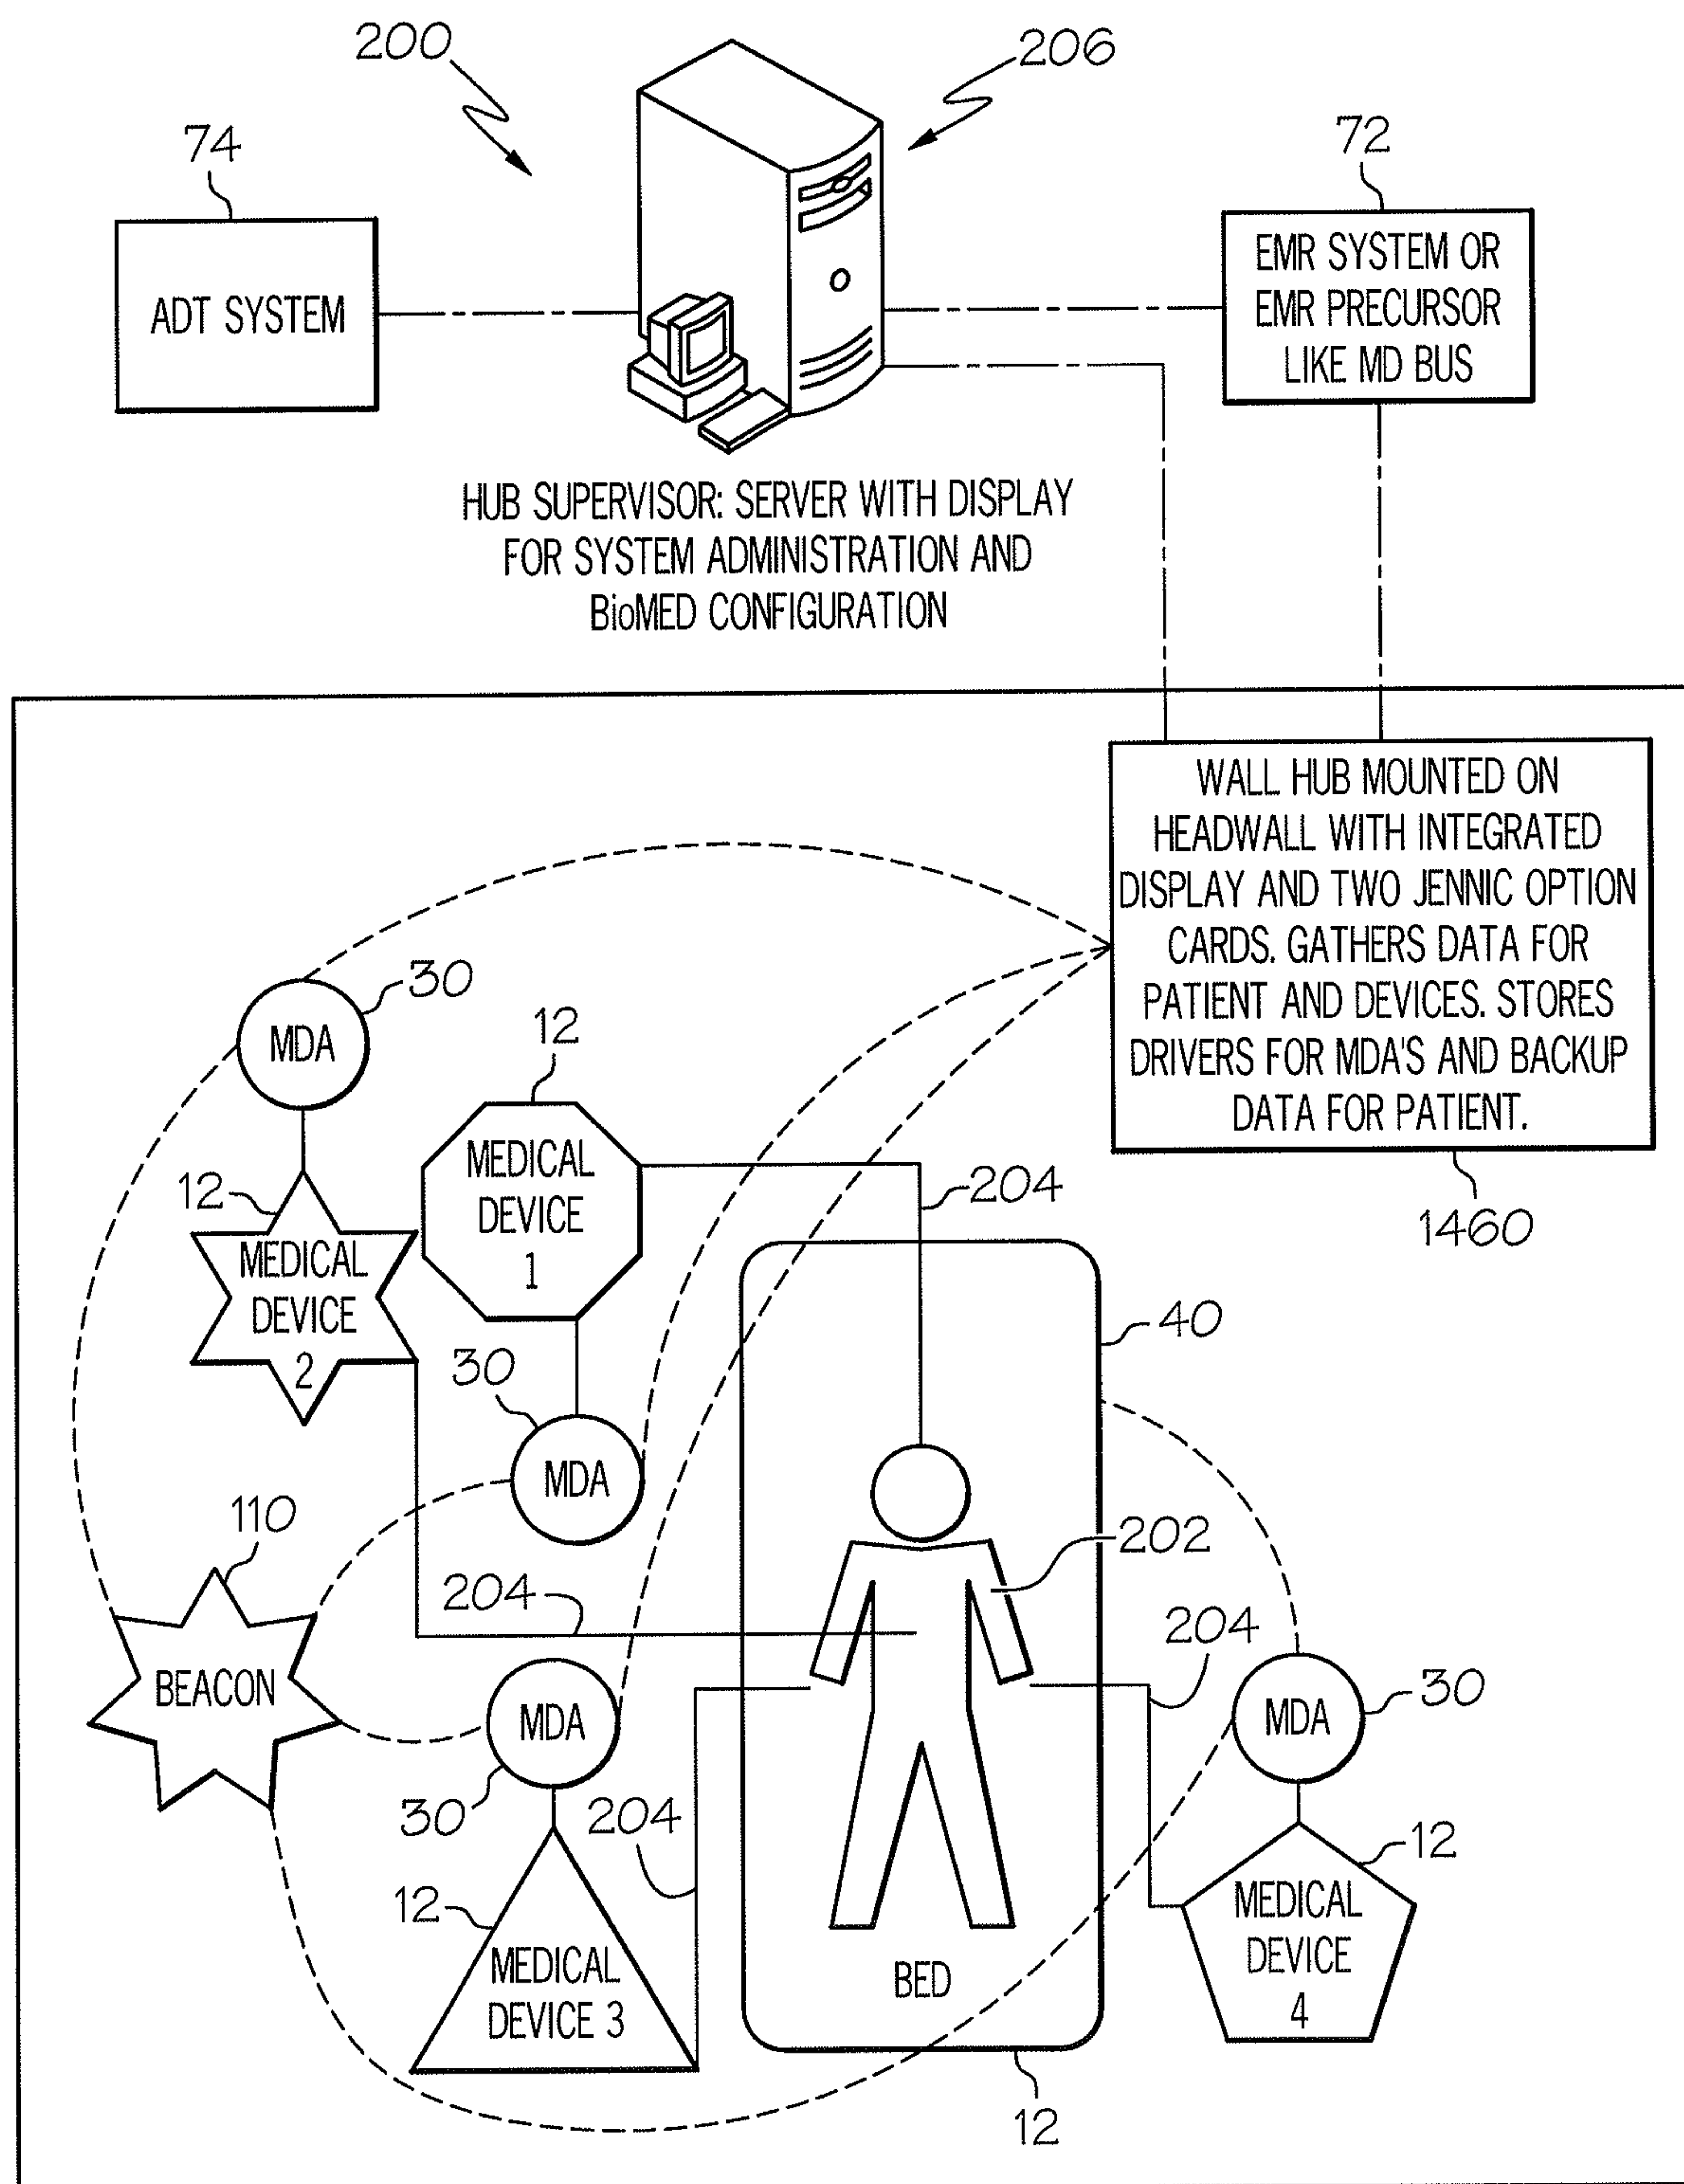 200
206
74
72
ADT SYSTEM
EMR SYSTEM OR
EMR PRECURSOR
LIKE MD BUS
HUB SUPERVISOR: SERVER WITH DISPLAY
FOR SYSTEM ADMINISTRATION AND
BioMED CONFIGURATION
WALL HUB MOUNTED ON
HEADWALL WITH INTEGRATED
DISPLAY AND TWO JENNIC OPTION
CARDS. GATHERS DATA FOR
PATIENT AND DEVICES. STORES
DRIVERS FOR MDA'S AND BACKUP
DATA FOR PATIENT.
1460
30
MDA
12
MEDICAL
DEVICE
1
204
12
MEDICAL
DEVICE
2
40
30
MDA
110
202
204
BEACON
MDA
30
204
MDA
30
204
12
MEDICAL
DEVICE 3
BED
12
12
MEDICAL
DEVICE
4